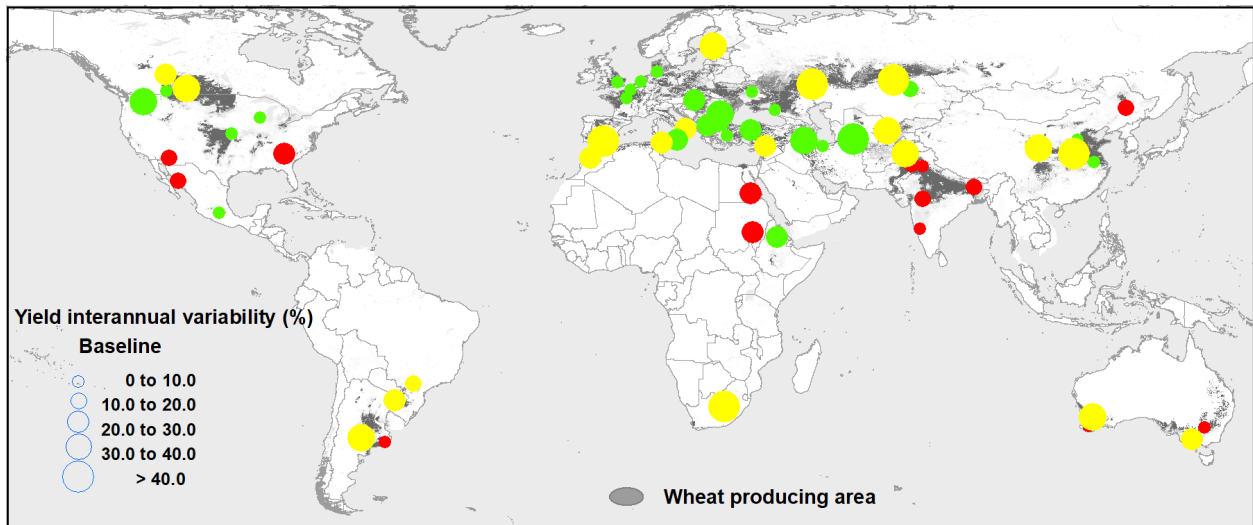 Yield interannual variability (%)
Baseline
0 to 10.0
10.0 to 20.0
20.0 to 30.0
30.0 to 40.0
> 40.0
Wheat producing area